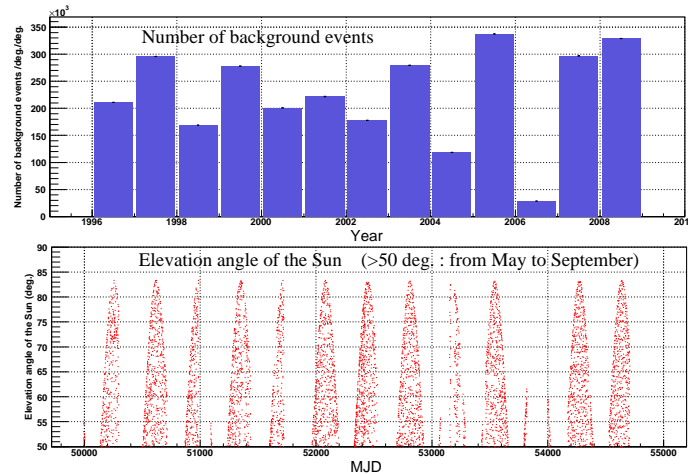 ×10³
Number of background events
Number of background events /deg./deg.
350
300
250
200
150
100
50
0
1996 1998 2000 2002 2004 2006 2008 201
Year
Elevation angle of the Sun (>50 deg. : from May to September)
Elevation angle of the Sun (deg.)
90
85
80
75
70
65
60
55
50
50000 51000 52000 53000 54000 55000
MJD